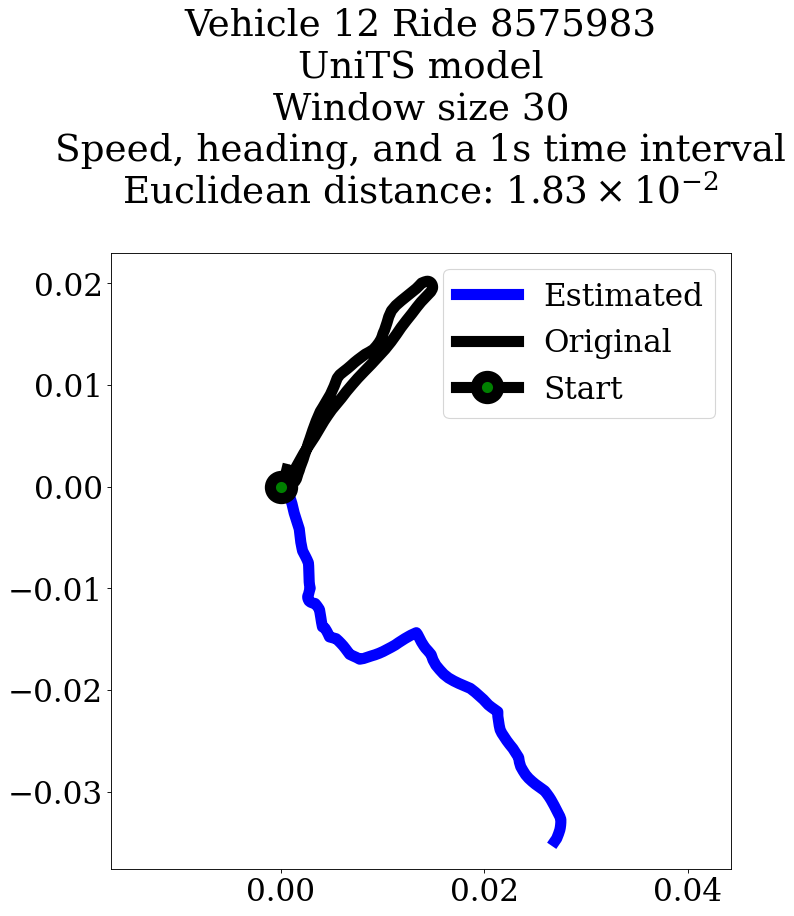 Vehicle 12 Ride 8575983
UniTS model
Window size 30
Speed, heading, and a 1s time interval
Euclidean distance: 1.83 × 10⁻²
Estimated
Original
Start
0.02
0.01
0.00
−0.01
−0.02
−0.03
0.00 0.02 0.04